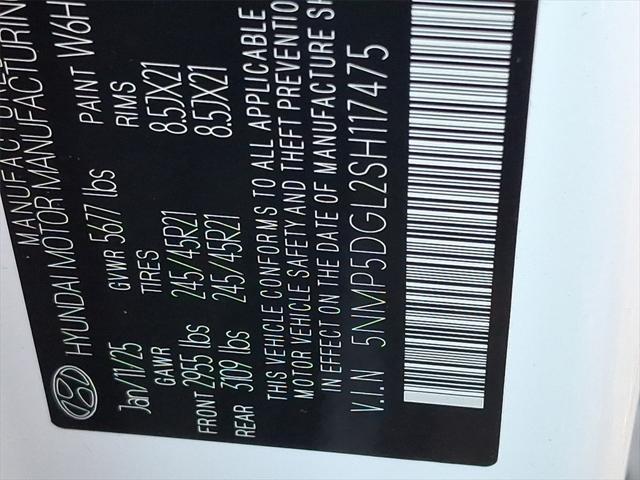 MANUFACTURED
HYUNDAI MOTOR MANUFACTURING
Jan/11/25 GVWR 5677 lbs PAINT W6H
GAWR TIRES RIMS
FRONT 2955 lbs 245/45R21 8.5JX21
REAR 3109 lbs 245/45R21 8.5JX21
THIS VEHICLE CONFORMS TO ALL APPLICABLE
MOTOR VEHICLE SAFETY AND THEFT PREVENTION
IN EFFECT ON THE DATE OF MANUFACTURE SH
V.I.N 5NMP5DGL2SH117475